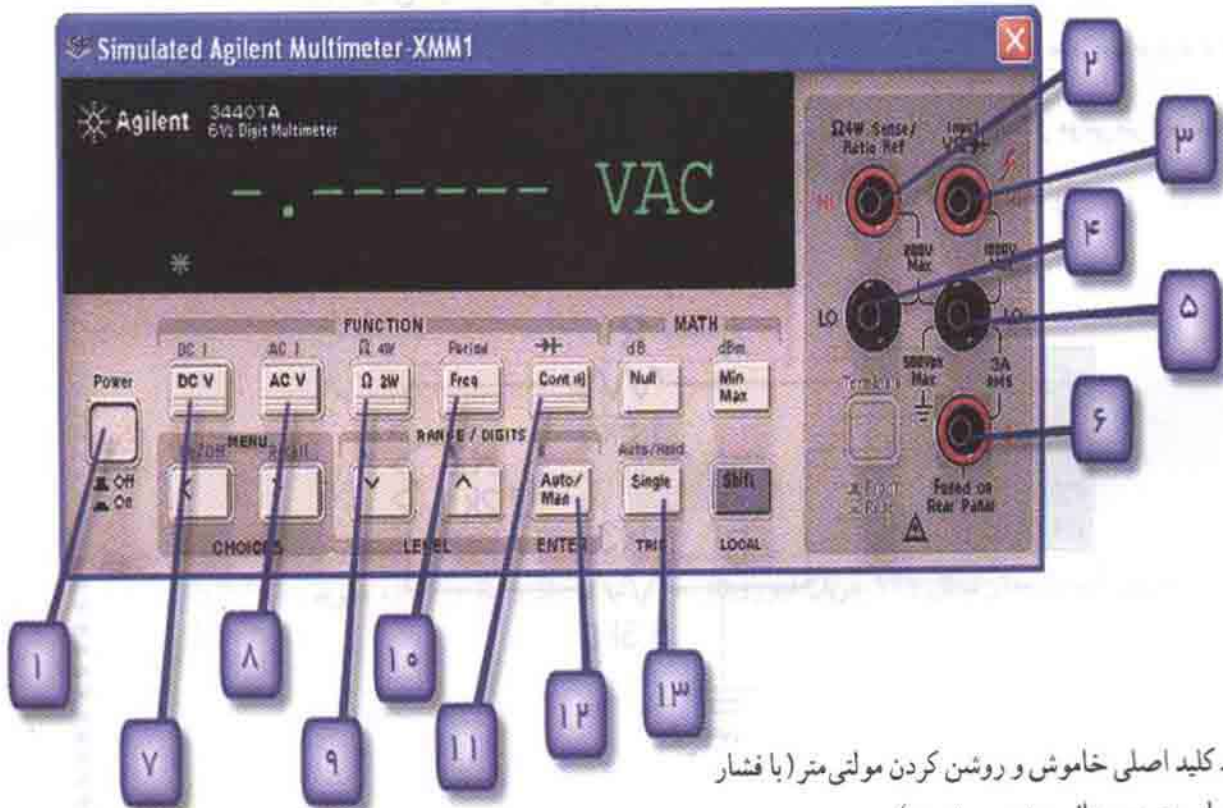 Simulated Agilent Multimeter-XMM1
Agilent 34401A
6½ Digit Multimeter
-.------ VAC
*
Ω4W Sense/
Ratio Ref
Input
HI
200V
Max
1000V
LO
LO
500Vpk
Max
3A
RMS
Fused on
Rear Panel
FUNCTION
MATH
DC I
AC I
Ω 4W
Period
dB
dBm
Power
DC V
AC V
Ω 2W
Freq
Cont
Null
Min
Max
Off
On
MENU
On/Off
Recall
RANGE / DIGITS
Auto/Hold
<
>
∨
∧
Auto/
Man
Single
Shift
CHOICES
LEVEL
ENTER
TRIG
LOCAL
۲
۳
۴
۵
۶
۱
۷
۸
۹
۱۰
۱۱
۱۲
۱۳
کلید اصلی خاموش و روشن کردن مولتی‌متر (با فشار